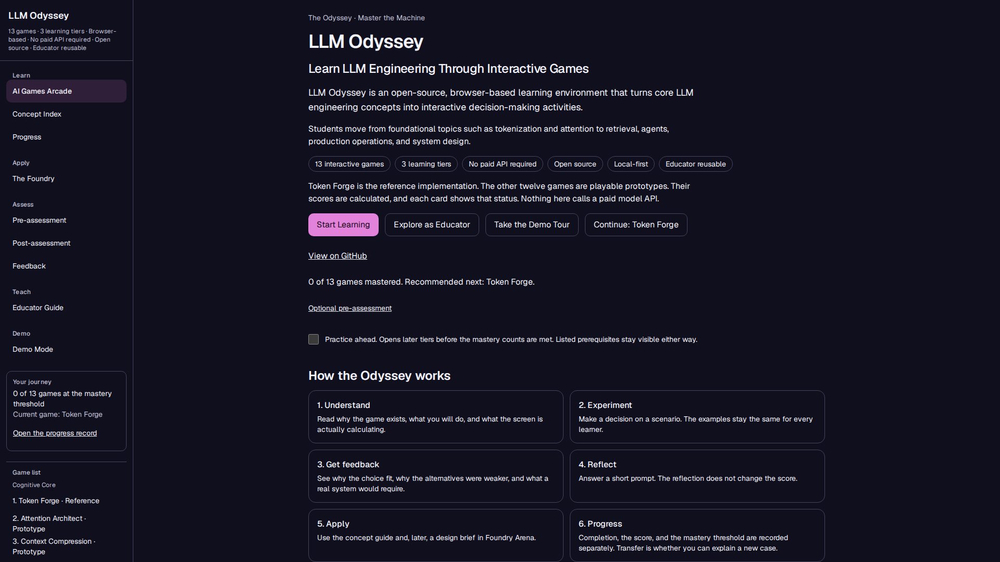 LLM Odyssey
13 games · 3 learning tiers · Browser-
based · No paid API required · Open
source · Educator reusable
Learn
AI Games Arcade
Concept Index
Progress
Apply
The Foundry
Assess
Pre-assessment
Post-assessment
Feedback
Teach
Educator Guide
Demo
Demo Mode
Your journey
0 of 13 games at the mastery
threshold
Current game: Token Forge
Open the progress record
Game list
Cognitive Core
1. Token Forge · Reference
2. Attention Architect ·
Prototype
3. Context Compression ·
Prototype
The Odyssey · Master the Machine
LLM Odyssey
Learn LLM Engineering Through Interactive Games
LLM Odyssey is an open-source, browser-based learning environment that turns core LLM
engineering concepts into interactive decision-making activities.
Students move from foundational topics such as tokenization and attention to retrieval, agents,
production operations, and system design.
13 interactive games
3 learning tiers
No paid API required
Open source
Local-first
Educator reusable
Token Forge is the reference implementation. The other twelve games are playable prototypes. Their
scores are calculated, and each card shows that status. Nothing here calls a paid model API.
Start Learning
Explore as Educator
Take the Demo Tour
Continue: Token Forge
View on GitHub
0 of 13 games mastered. Recommended next: Token Forge.
Optional pre-assessment
Practice ahead. Opens later tiers before the mastery counts are met. Listed prerequisites stay visible either way.
How the Odyssey works
1. Understand
Read why the game exists, what you will do, and what the screen is
actually calculating.
2. Experiment
Make a decision on a scenario. The examples stay the same for every
learner.
3. Get feedback
See why the choice fit, why the alternatives were weaker, and what a
real system would require.
4. Reflect
Answer a short prompt. The reflection does not change the score.
5. Apply
Use the concept guide and, later, a design brief in Foundry Arena.
6. Progress
Completion, the score, and the mastery threshold are recorded
separately. Transfer is whether you can explain a new case.